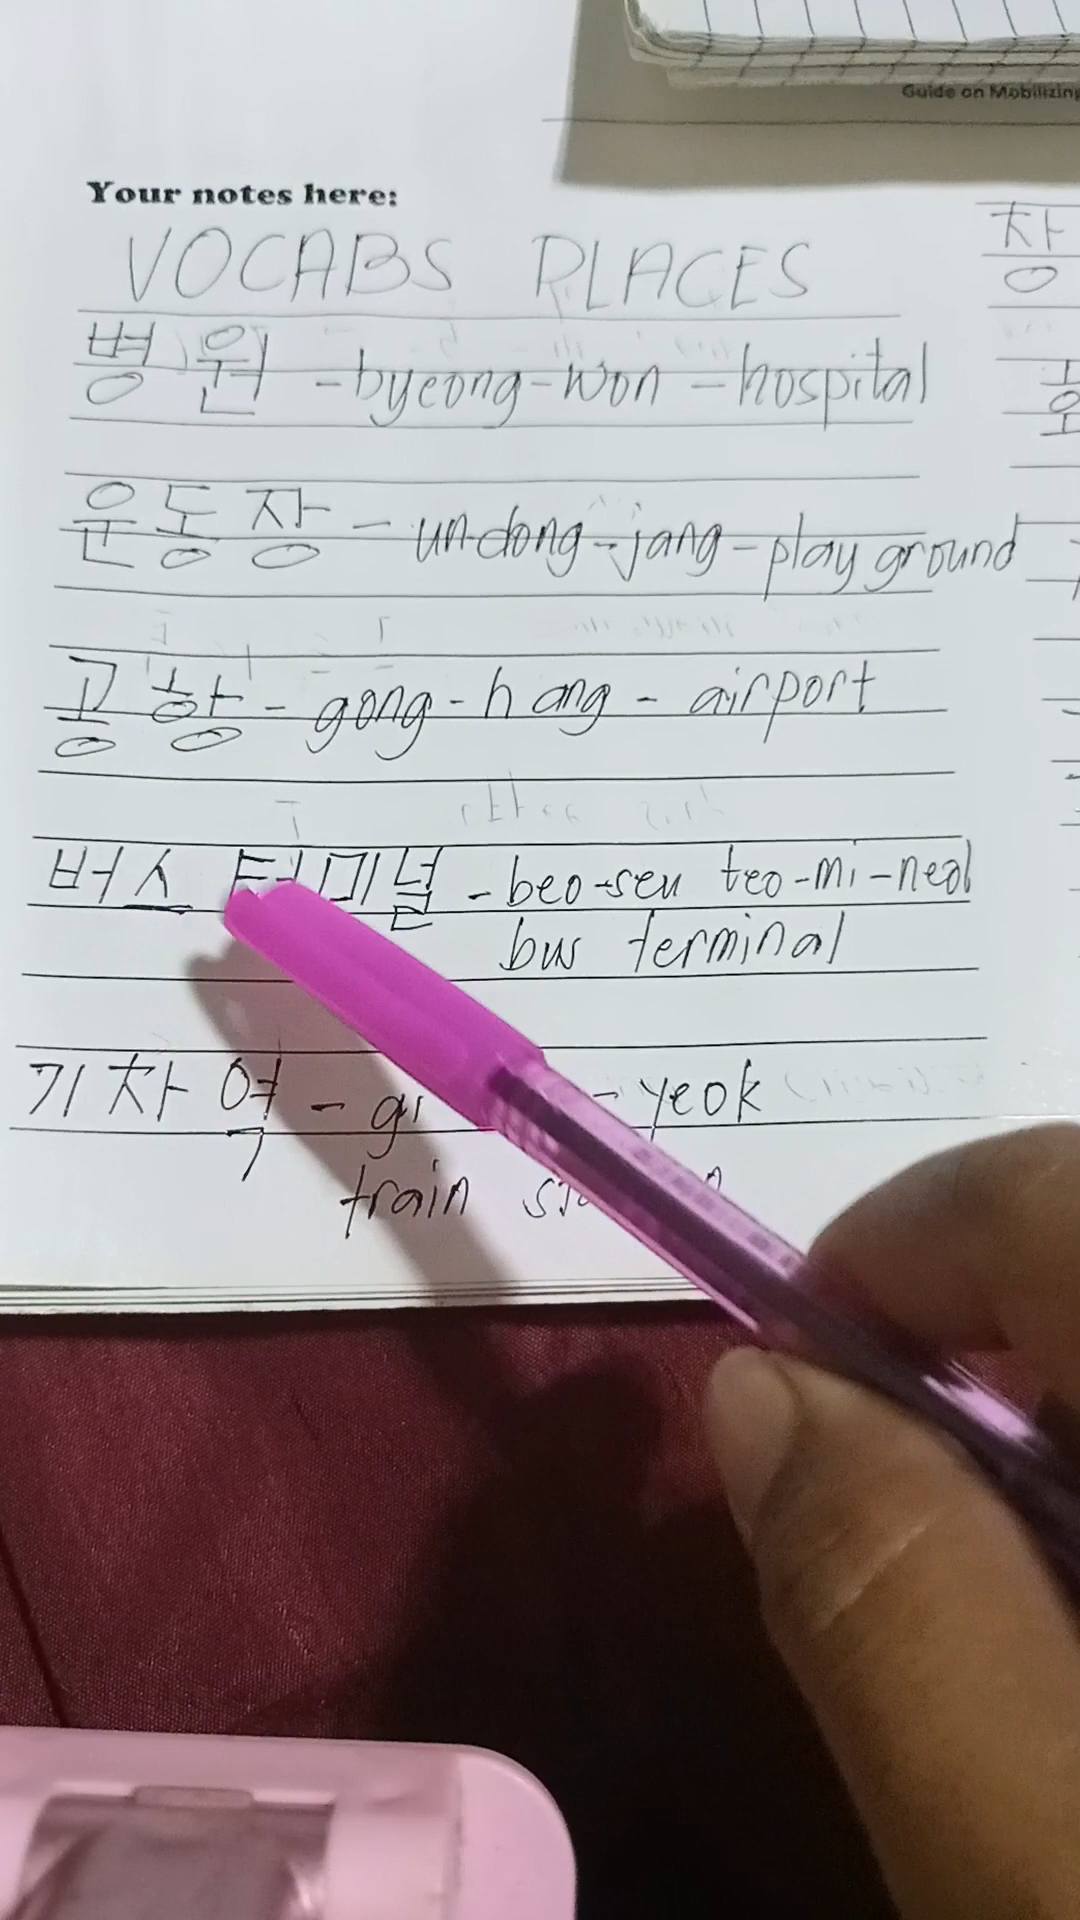 Guide on Mobilizing
Your notes here:
VOCABS PLACES
병원 - byeong-won - hospital
운동장 - un-dong-jang - play ground
공항 - gong-hang - airport
버스 터미널 - beo-seu teo-mi-neol
bus terminal
기차역 - gi - yeok
train
장